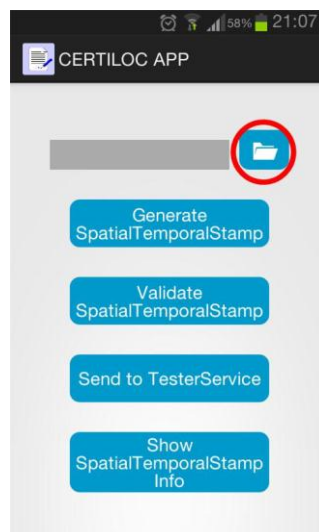 58% 21:07
CERTILOC APP
Generate
SpatialTemporalStamp
Validate
SpatialTemporalStamp
Send to TesterService
Show
SpatialTemporalStamp
Info